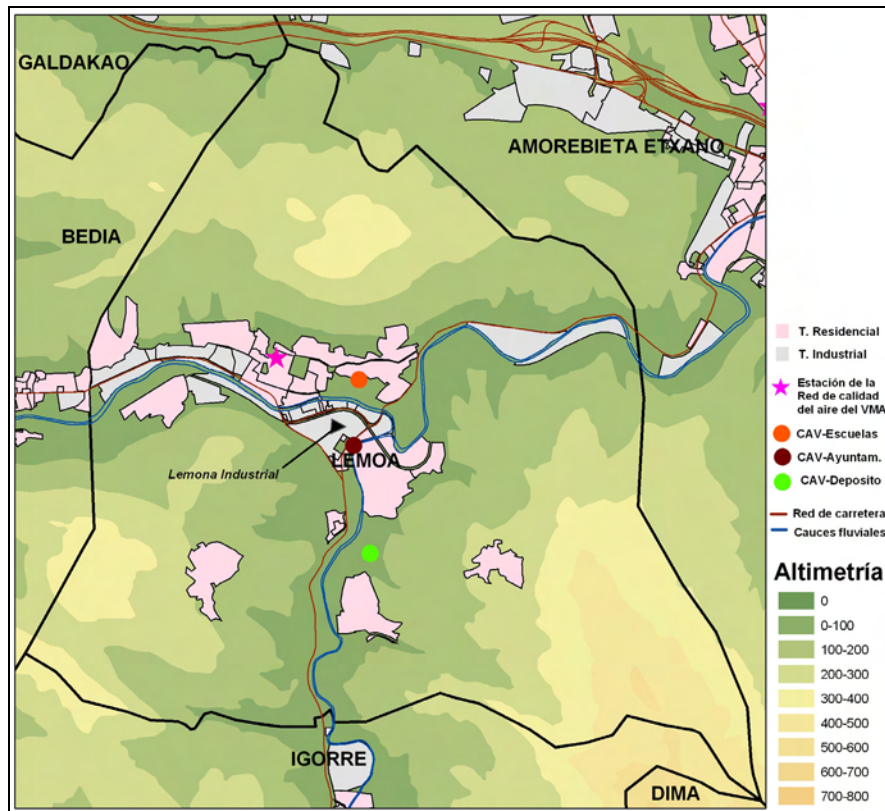 GALDAKAO
AMOREBIETA ETXANO
BEDIA
LEMOA
Lemona Industrial
IGORRE
DIMA
T. Residencial
T. Industrial
Estación de la
Red de calidad
del aire del VMA
CAV-Escuelas
CAV-Ayuntam.
CAV-Deposito
Red de carretera
Cauces fluviales
Altimetría
0
0-100
100-200
200-300
300-400
400-500
500-600
600-700
700-800